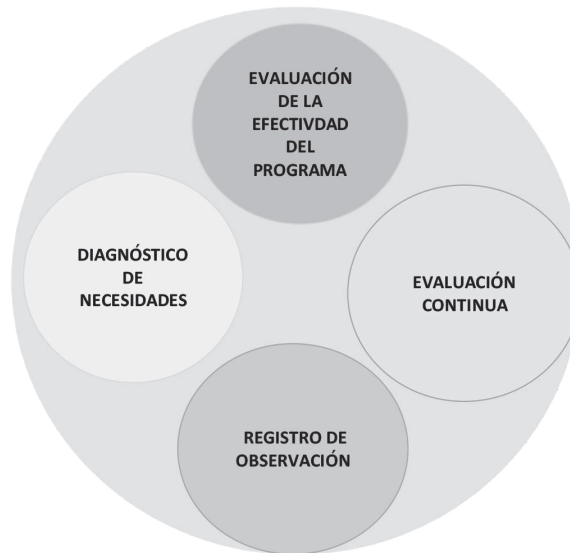 EVALUACIÓN
DE LA
EFECTIVDAD
DEL
PROGRAMA
DIAGNÓSTICO
DE
NECESIDADES
EVALUACIÓN
CONTINUA
REGISTRO DE
OBSERVACIÓN